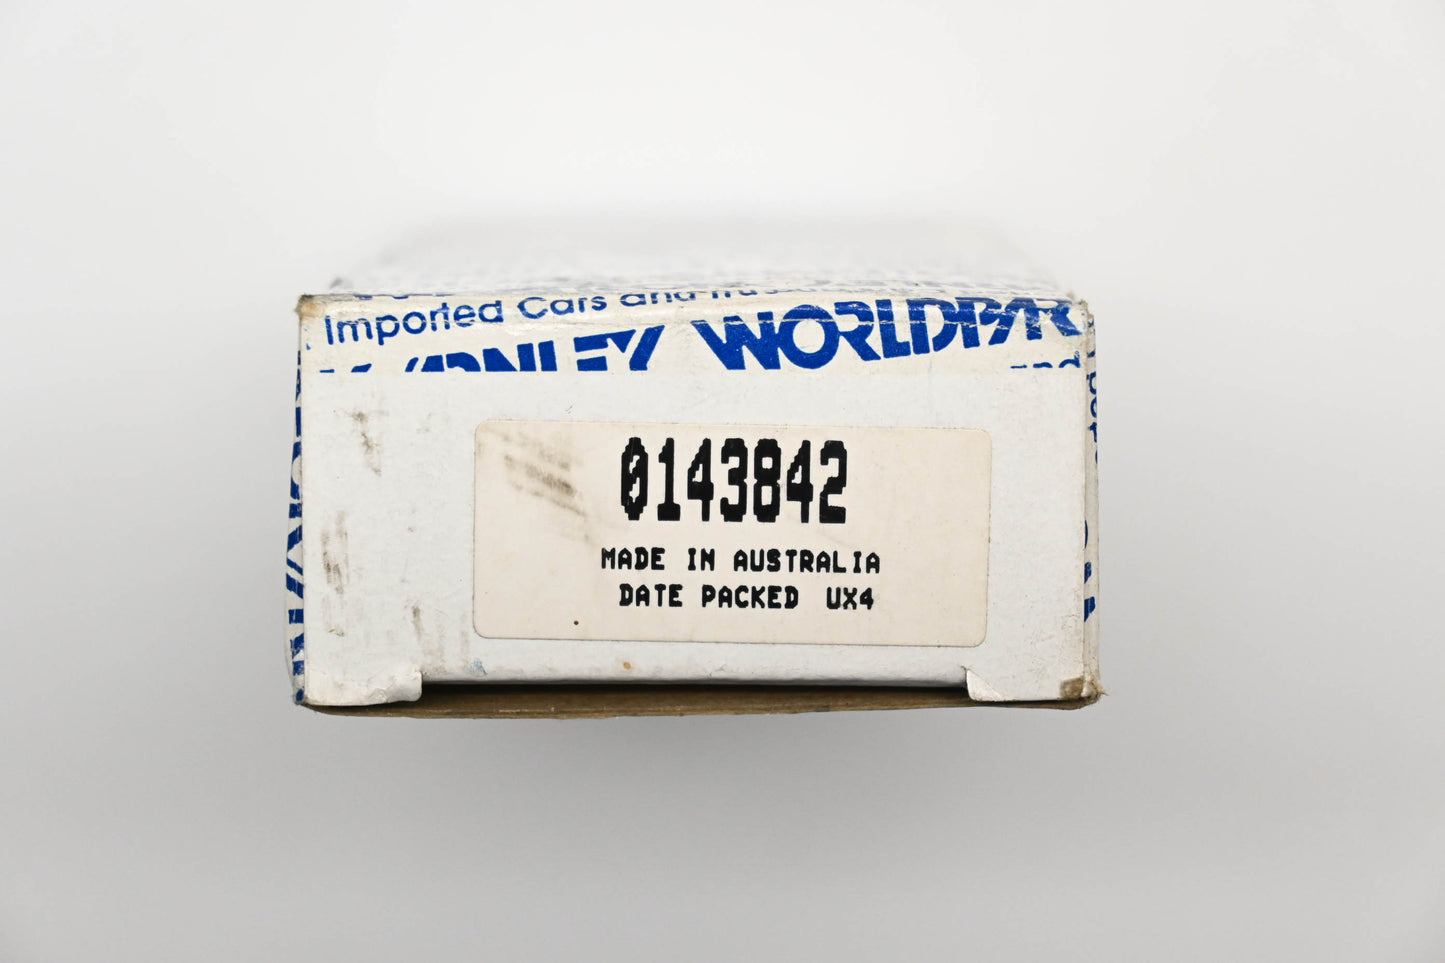 Imported Cars and
WORLDPAR
0143842
MADE IN AUSTRALIA
DATE PACKED UX4